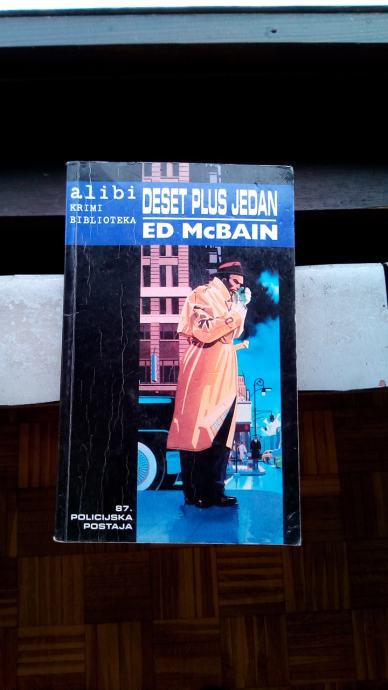 alibi
KRIMI
BIBLIOTEKA
DESET PLUS JEDAN
ED McBAIN
87.
POLICIJSKA
POSTAJA